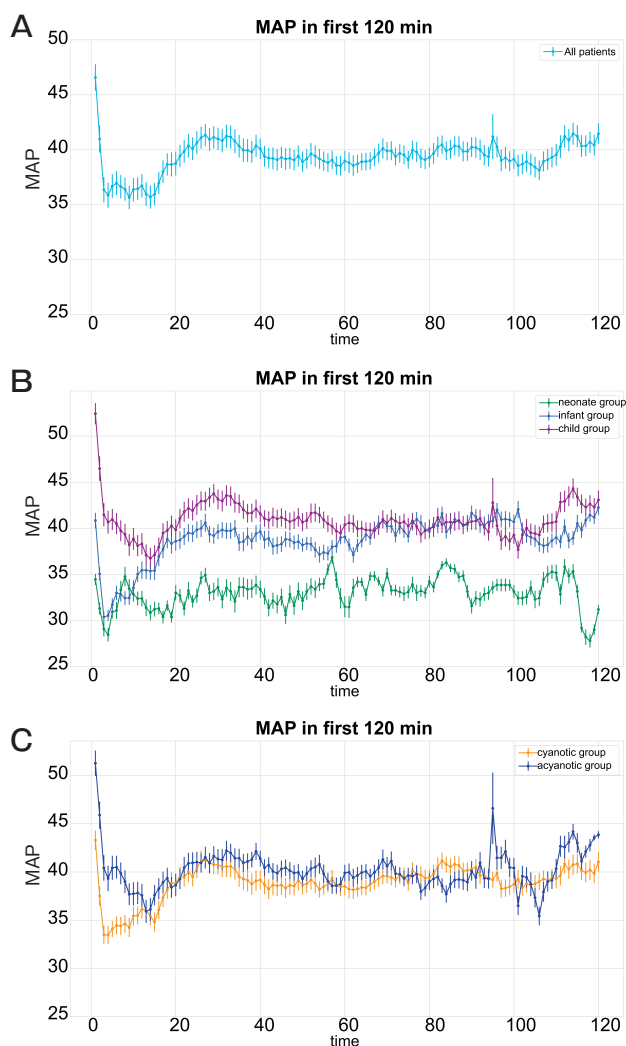 A
MAP in first 120 min
All patients
50
45
40
35
30
25
MAP
0 20 40 60 80 100 120
time
B
MAP in first 120 min
neonate group
infant group
child group
50
45
40
35
30
25
MAP
0 20 40 60 80 100 120
time
C
MAP in first 120 min
cyanotic group
acyanotic group
50
45
40
35
30
25
MAP
0 20 40 60 80 100 120
time